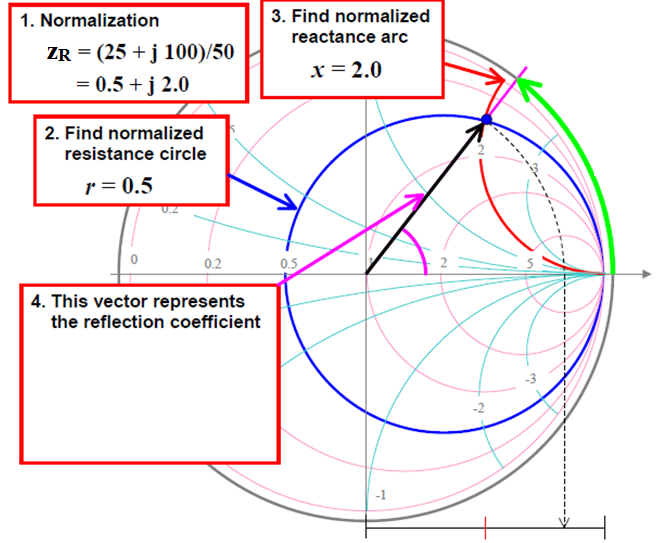 1. Normalization
zR = (25 + j 100)/50
= 0.5 + j 2.0
3. Find normalized
reactance arc
x = 2.0
2. Find normalized
resistance circle
r = 0.5
5
0.2
2
3
0
0.2
0.5
1
2
5
4. This vector represents
the reflection coefficient
-3
-2
-1